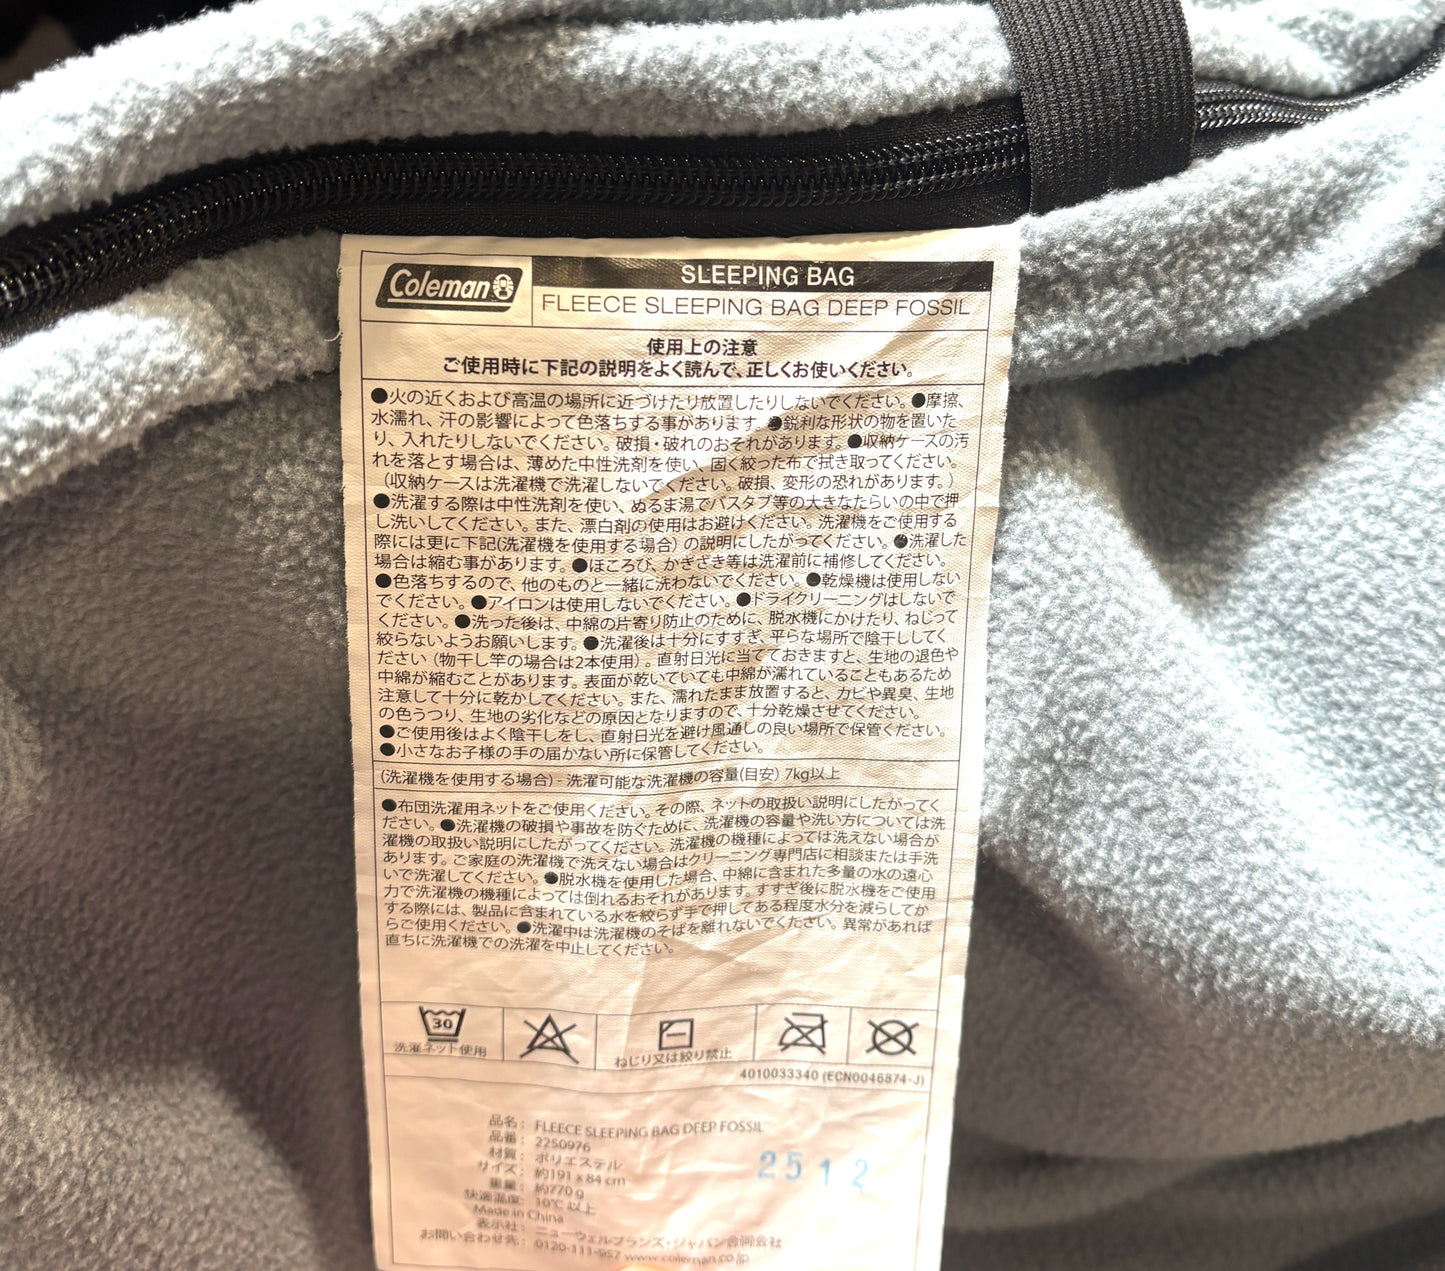 Coleman
SLEEPING BAG
FLEECE SLEEPING BAG DEEP FOSSIL
使用上の注意
ご使用時に下記の説明をよく読んで、正しくお使いください。
●火の近くおよび高温の場所に近づけたり放置したりしないでください。●摩擦、
水濡れ、汗の影響によって色落ちする事があります。●鋭利な形状の物を置いた
り、入れたりしないでください。破損・破れのおそれがあります。●収納ケースの汚
れを落とす場合は、薄めた中性洗剤を使い、固く絞った布で拭き取ってください。
（収納ケースは洗濯機で洗濯しないでください。破損、変形の恐れがあります。）
●洗濯する際は中性洗剤を使い、ぬるま湯でバスタブ等の大きなたらいの中で押
し洗いしてください。また、漂白剤の使用はお避けください。洗濯機をご使用する
際には更に下記(洗濯機を使用する場合)の説明にしたがってください。●洗濯した
場合は縮む事があります。●ほころび、かぎざき等は洗濯前に補修してください。
●色落ちするので、他のものと一緒に洗わないでください。●乾燥機は使用しない
でください。●アイロンは使用しないでください。●ドライクリーニングはしないで
ください。●洗った後は、中綿の片寄り防止のために、脱水機にかけたり、ねじって
絞らないようお願いします。●洗濯後は十分にすすぎ、平らな場所で陰干ししてく
ださい（物干し竿の場合は2本使用）。直射日光に当てておきますと、生地の退色や
中綿が縮むことがあります。表面が乾いていても中綿が濡れていることもあるため
注意して十分に乾かしてください。また、濡れたまま放置すると、カビや異臭、生地
の色うつり、生地の劣化などの原因となりますので、十分乾燥させてください。
●ご使用後はよく陰干しをし、直射日光を避け風通しの良い場所で保管ください。
●小さなお子様の手の届かない所に保管してください。
(洗濯機を使用する場合) - 洗濯可能な洗濯機の容量(目安) 7kg以上
●布団洗濯用ネットをご使用ください。その際、ネットの取扱い説明にしたがってく
ださい。●洗濯機の破損や事故を防ぐために、洗濯機の容量や洗い方については洗
濯機の取扱い説明にしたがってください。洗濯機の機種によっては洗えない場合が
あります。ご家庭の洗濯機で洗えない場合はクリーニング専門店に相談または手洗
いで洗濯してください。●脱水機を使用した場合、中綿に含まれた多量の水の遠心
力で洗濯機の機種によっては倒れるおそれがあります。すすぎ後に脱水機をご使用
する際には、製品に含まれている水を絞らず手で押してある程度水分を減らしてか
らご使用ください。●洗濯中は洗濯機のそばを離れないでください。異常があれば
直ちに洗濯機での洗濯を中止してください。
30
洗濯ネット使用
ねじり又は絞り禁止
4010033340 (ECN0046874-J)
品名： FLEECE SLEEPING BAG DEEP FOSSIL
品番： 2250976
材質： ポリエステル
サイズ： 約191 x 84 cm
重量： 約770 g
快適温度： 10℃ 以上
Made in China
表示社： ニューウェルブランズ・ジャパン合同会社
お問い合わせ先： 0120-111-957 www.coleman.co.jp
2512